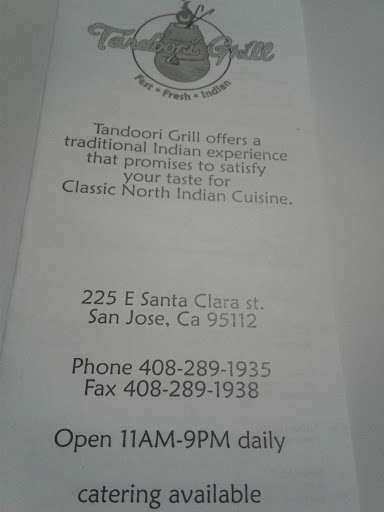 Tandoori Grill
Fast • Fresh • Indian
Tandoori Grill offers a
traditional Indian experience
that promises to satisfy
your taste for
Classic North Indian Cuisine.
225 E Santa Clara st.
San Jose, Ca 95112
Phone 408-289-1935
Fax 408-289-1938
Open 11AM-9PM daily
catering available